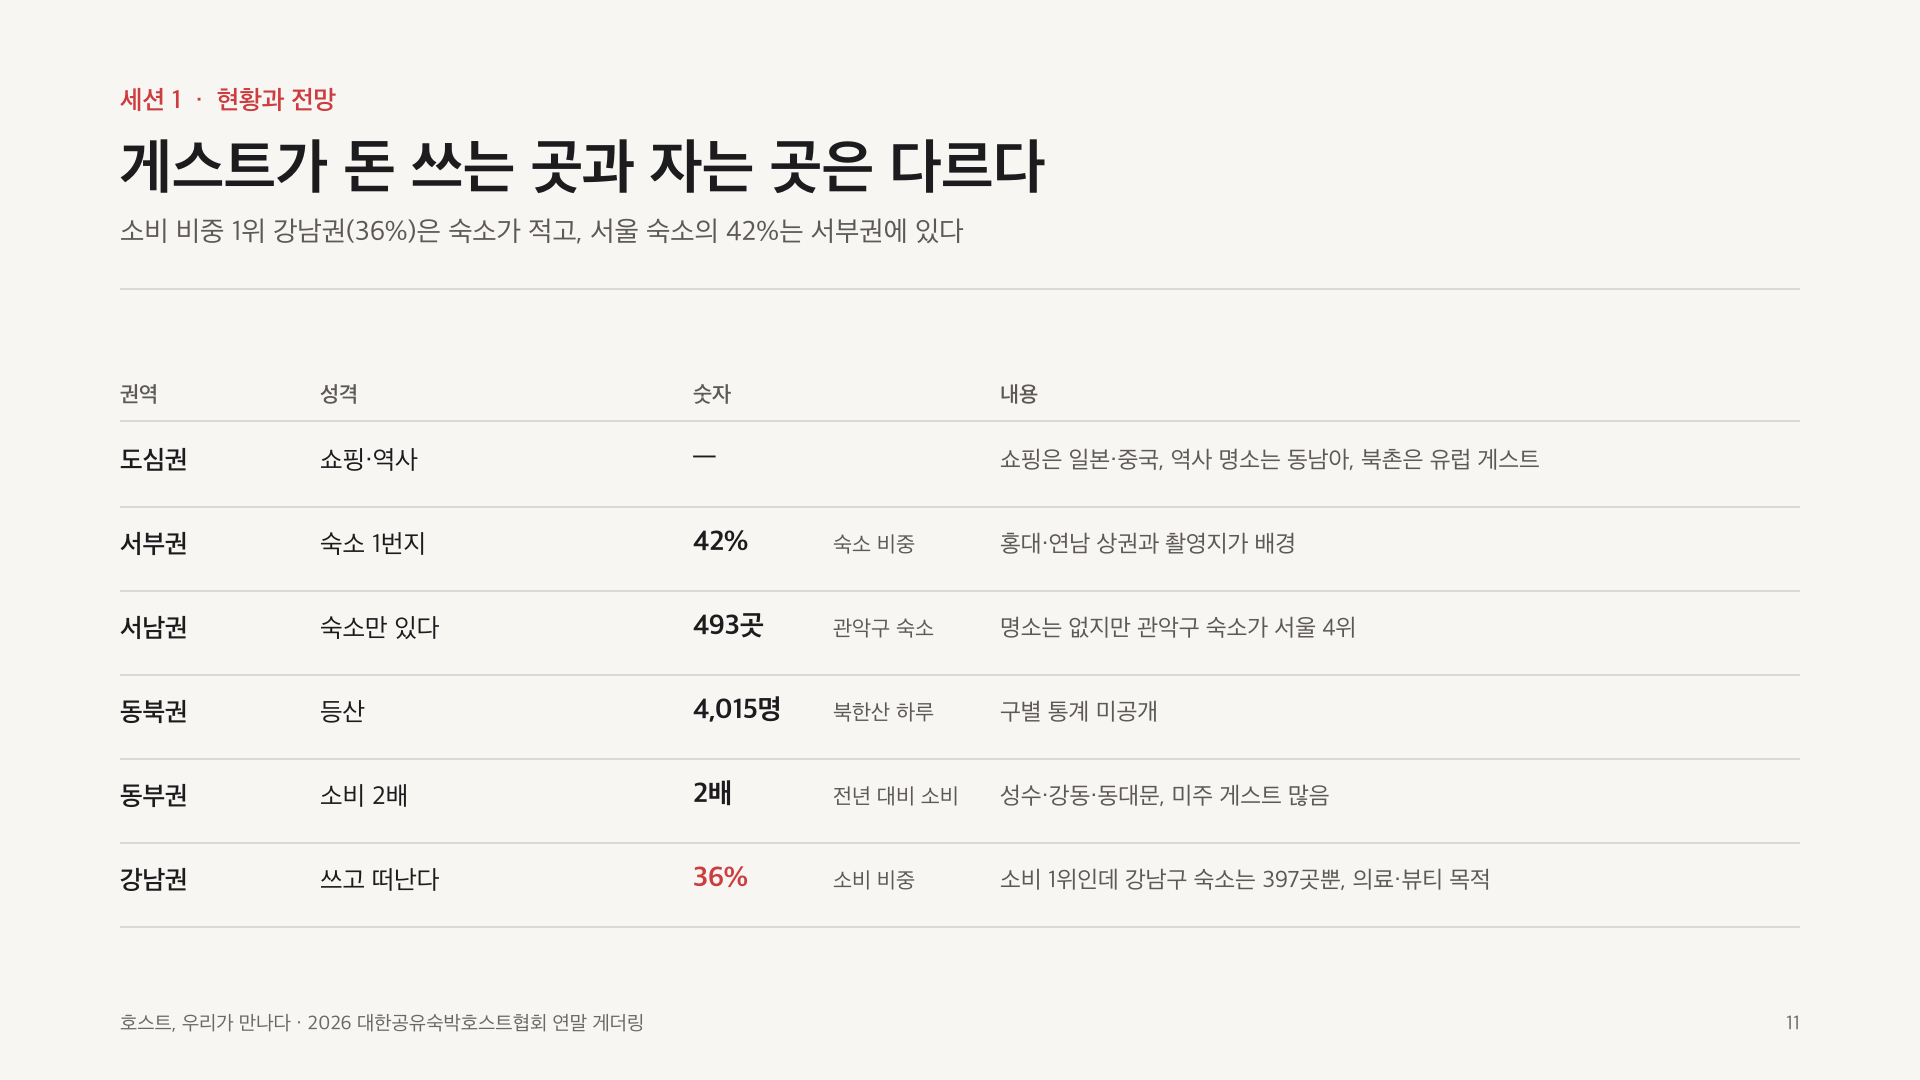 세션 1 · 현황과 전망
게스트가 돈 쓰는 곳과 자는 곳은 다르다
소비 비중 1위 강남권(36%)은 숙소가 적고, 서울 숙소의 42%는 서부권에 있다
권역 성격 숫자 내용
도심권 쇼핑·역사 — 쇼핑은 일본·중국, 역사 명소는 동남아, 북촌은 유럽 게스트
서부권 숙소 1번지 42% 숙소 비중 홍대·연남 상권과 촬영지가 배경
서남권 숙소만 있다 493곳 관악구 숙소 명소는 없지만 관악구 숙소가 서울 4위
동북권 등산 4,015명 북한산 하루 구별 통계 미공개
동부권 소비 2배 2배 전년 대비 소비 성수·강동·동대문, 미주 게스트 많음
강남권 쓰고 떠난다 36% 소비 비중 소비 1위인데 강남구 숙소는 397곳뿐, 의료·뷰티 목적
호스트, 우리가 만나다 · 2026 대한공유숙박호스트협회 연말 게더링 11